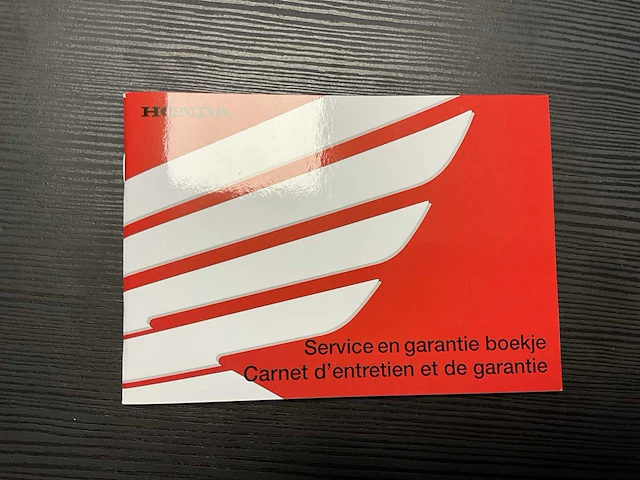 HONDA
Service en garantie boekje
Carnet d'entretien et de garantie